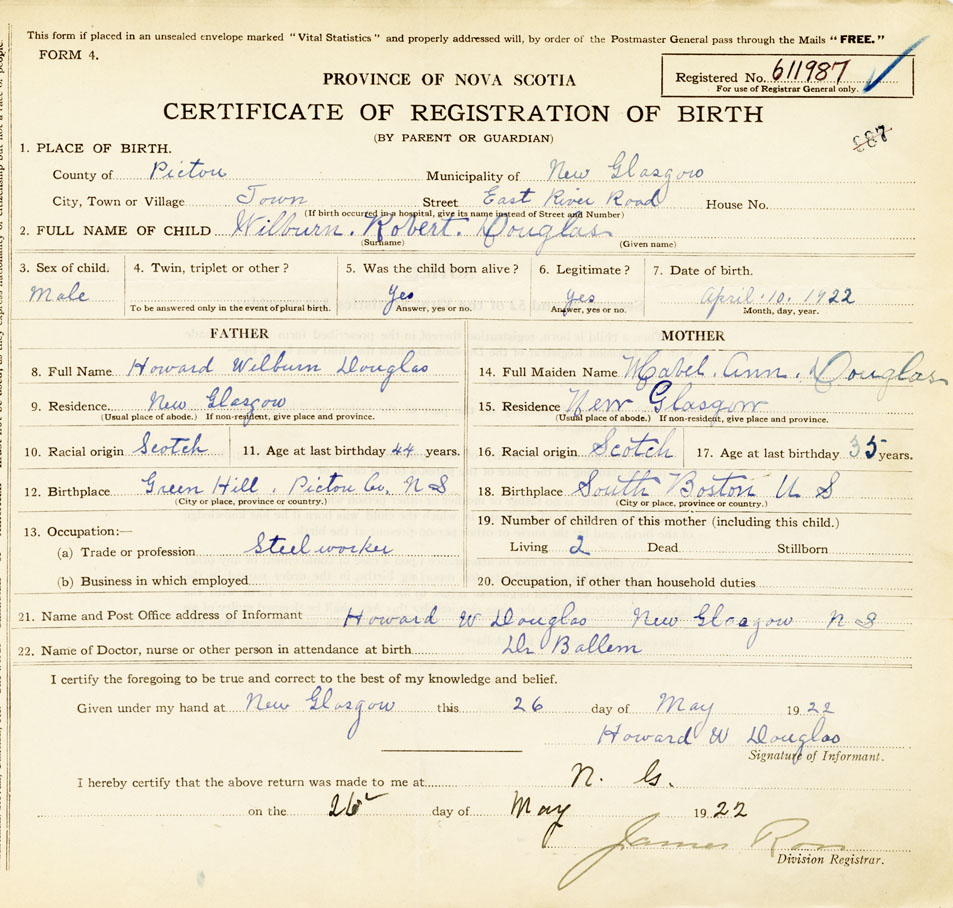 This form if placed in an unsealed envelope marked "Vital Statistics" and properly addressed will, by order of the Postmaster General pass through the Mails "FREE."
FORM 4.
Registered No. 611987
For use of Registrar General only.
PROVINCE OF NOVA SCOTIA
CERTIFICATE OF REGISTRATION OF BIRTH
(BY PARENT OR GUARDIAN)
887
1. PLACE OF BIRTH.
County of Pictou Municipality of New Glasgow
City, Town or Village Town Street East River Road House No.
(If birth occurred in a hospital, give its name instead of Street and Number)
2. FULL NAME OF CHILD Wilburn. Robert. Douglas
(Surname) (Given name)
3. Sex of child. 4. Twin, triplet or other? 5. Was the child born alive? 6. Legitimate? 7. Date of birth.
Male yes yes April. 10. 1922
To be answered only in the event of plural birth. Answer, yes or no. Answer, yes or no. Month, day, year.
FATHER MOTHER
8. Full Name Howard Wilburn Douglas 14. Full Maiden Name Mabel. Ann. Douglas
9. Residence New Glasgow 15. Residence New Glasgow
(Usual place of abode.) If non-resident, give place and province. (Usual place of abode.) If non-resident, give place and province.
10. Racial origin Scotch 11. Age at last birthday 44 years. 16. Racial origin Scotch 17. Age at last birthday 35 years.
12. Birthplace Green Hill, Pictou Co, N S 18. Birthplace South Boston U S
(City or place, province or country.) (City or place, province or country.)
13. Occupation:— 19. Number of children of this mother (including this child.)
(a) Trade or profession Steel worker Living 2 Dead Stillborn
(b) Business in which employed 20. Occupation, if other than household duties
21. Name and Post Office address of Informant Howard W Douglas New Glasgow N S
22. Name of Doctor, nurse or other person in attendance at birth Dr Ballem
I certify the foregoing to be true and correct to the best of my knowledge and belief.
Given under my hand at New Glasgow this 26 day of May 1922
Howard W Douglas
Signature of Informant.
I hereby certify that the above return was made to me at N. G.
on the 26 day of May 1922
James Ross
Division Registrar.